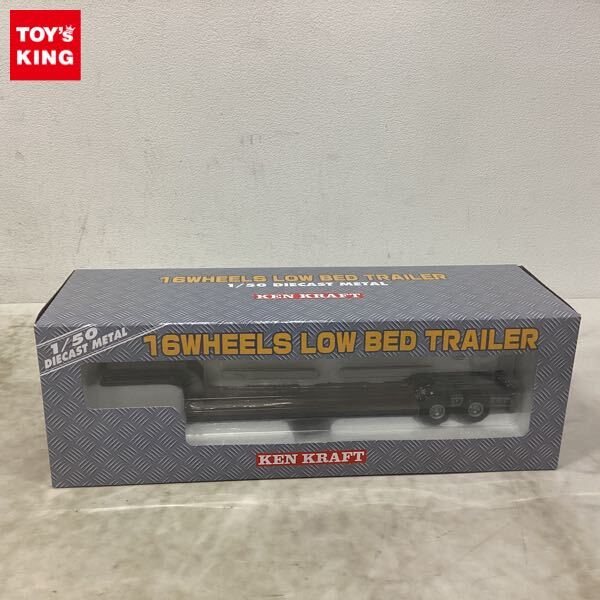 TOY'S
KING
16WHEELS LOW BED TRAILER
1/50 DIECAST METAL
KEN KRAFT
1/50
DIECAST METAL
16WHEELS LOW BED TRAILER
KEN KRAFT